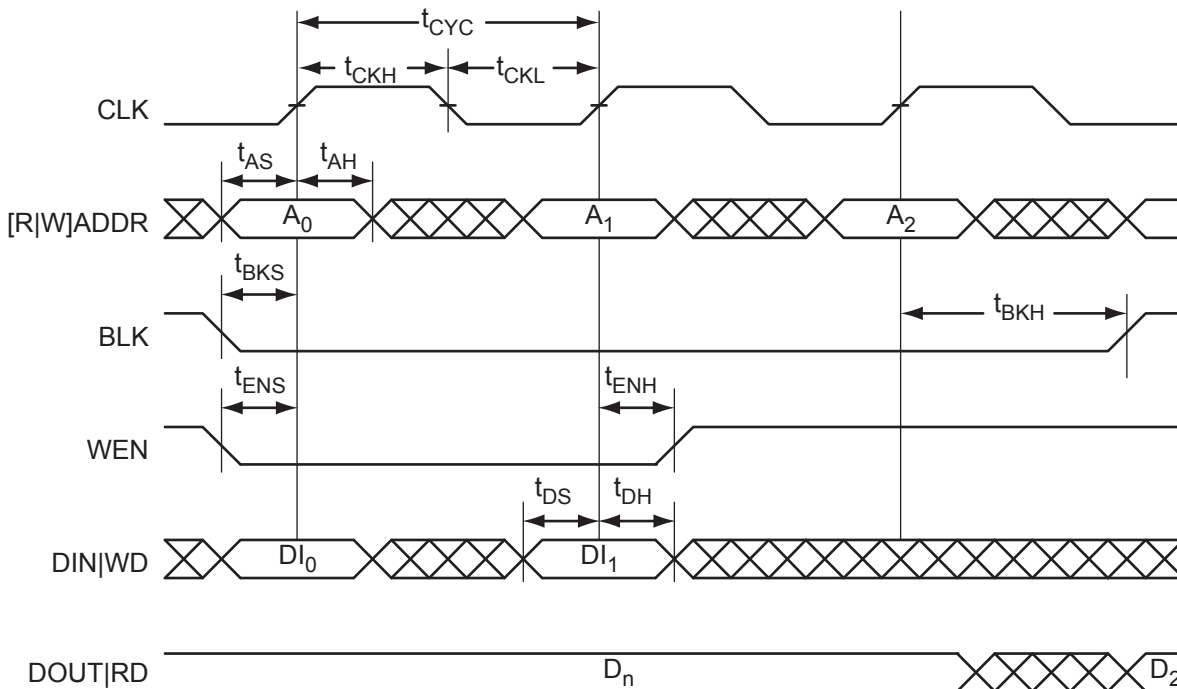 tCYC
tCKH tCKL
CLK
tAS tAH
[R|W]ADDR A0 A1 A2
tBKS tBKH
BLK
tENS tENH
WEN
tDS tDH
DIN|WD DI0 DI1
DOUT|RD Dn D2